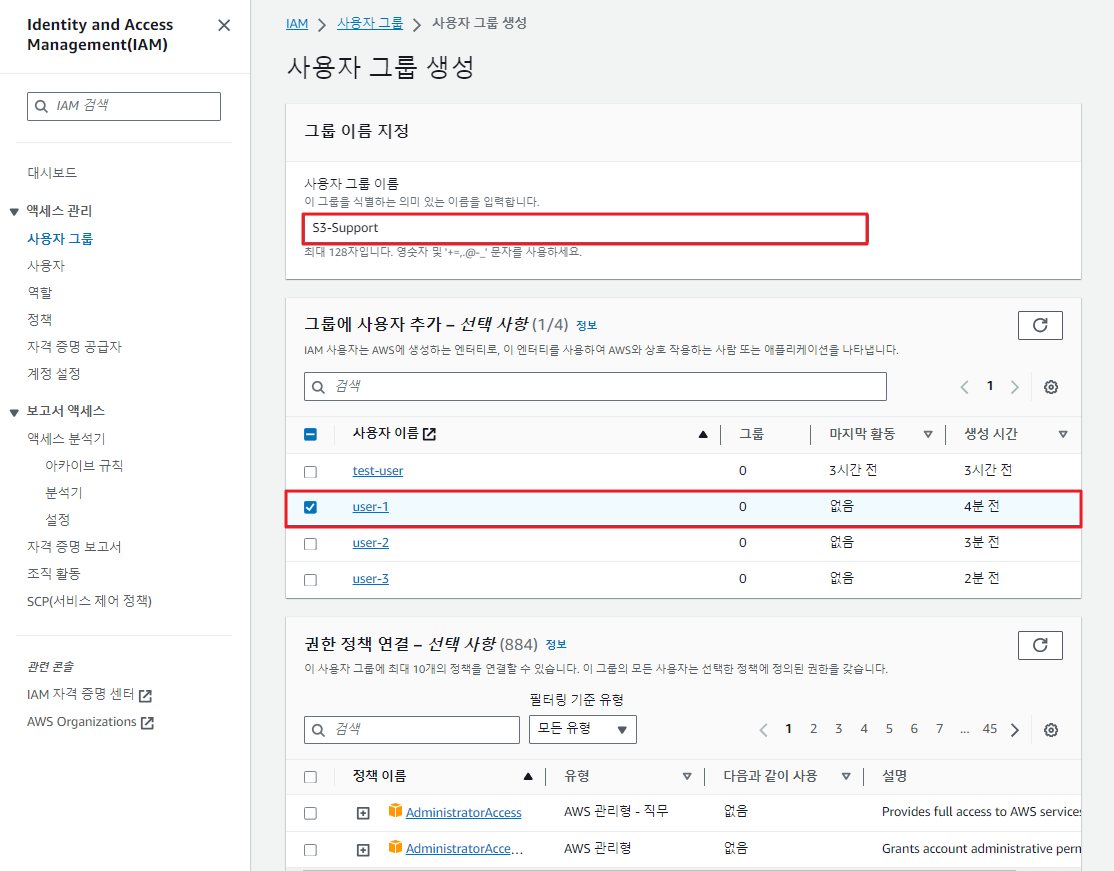 Identity and Access
Management(IAM)
IAM 검색
대시보드
액세스 관리
사용자 그룹
사용자
역할
정책
자격 증명 공급자
계정 설정
보고서 액세스
액세스 분석기
아카이브 규칙
분석기
설정
자격 증명 보고서
조직 활동
SCP(서비스 제어 정책)
관련 콘솔
IAM 자격 증명 센터
AWS Organizations
IAM > 사용자 그룹 > 사용자 그룹 생성
사용자 그룹 생성
그룹 이름 지정
사용자 그룹 이름
이 그룹을 식별하는 의미 있는 이름을 입력합니다.
S3-Support
최대 128자입니다. 영숫자 및 '+=,.@-_' 문자를 사용하세요.
그룹에 사용자 추가 – 선택 사항 (1/4) 정보
IAM 사용자는 AWS에 생성하는 엔터티로, 이 엔터티를 사용하여 AWS와 상호 작용하는 사람 또는 애플리케이션을 나타냅니다.
검색
1
사용자 이름 그룹 마지막 활동 생성 시간
test-user 0 3시간 전 3시간 전
user-1 0 없음 4분 전
user-2 0 없음 3분 전
user-3 0 없음 2분 전
권한 정책 연결 – 선택 사항 (884) 정보
이 사용자 그룹에 최대 10개의 정책을 연결할 수 있습니다. 이 그룹의 모든 사용자는 선택한 정책에 정의된 권한을 갖습니다.
필터링 기준 유형
검색 모든 유형 1 2 3 4 5 6 7 ... 45
정책 이름 유형 다음과 같이 사용 설명
AdministratorAccess AWS 관리형 - 직무 없음 Provides full access to AWS services
AdministratorAcce... AWS 관리형 없음 Grants account administrative perm